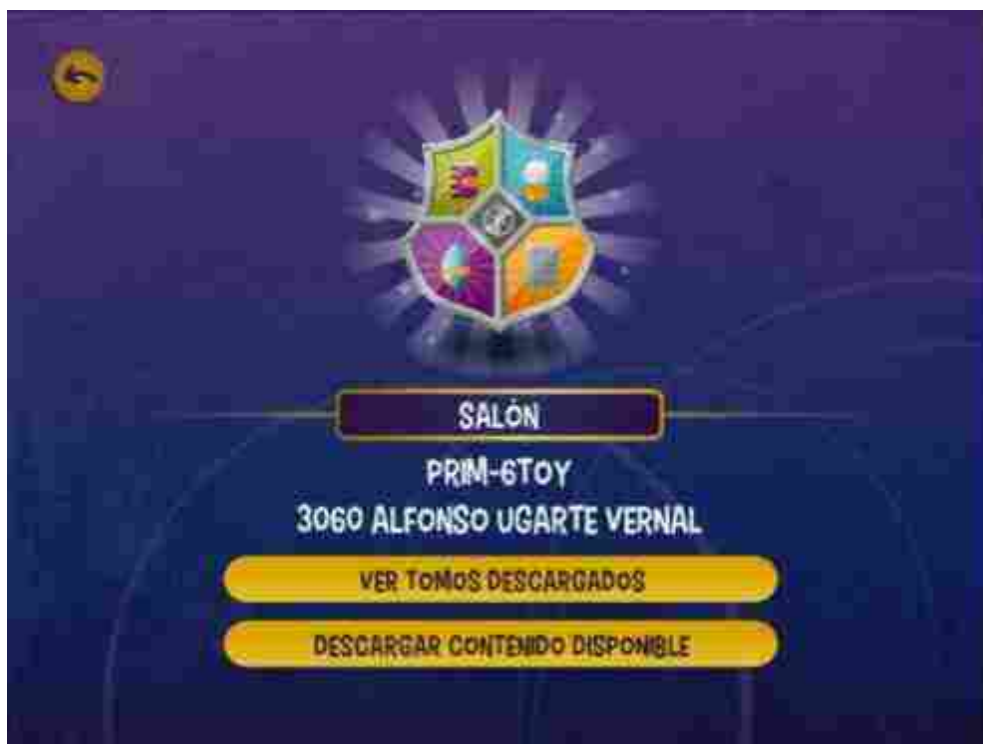 SALÓN
PRIM-6TOY
3060 ALFONSO UGARTE VERNAL
VER TOMOS DESCARGADOS
DESCARGAR CONTENIDO DISPONIBLE